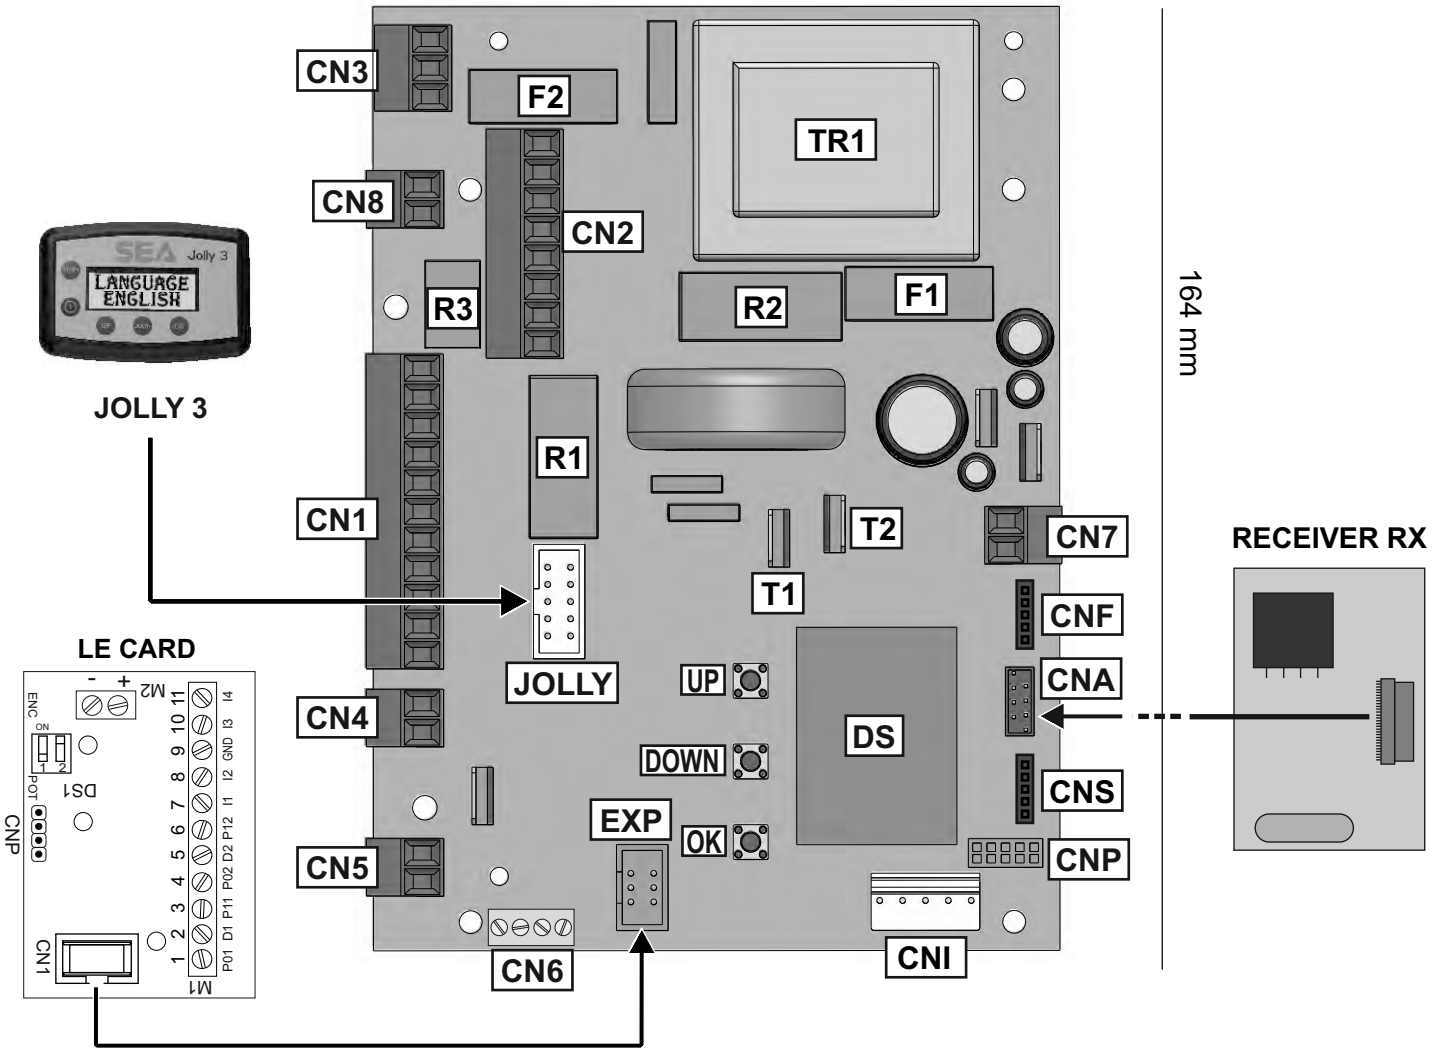 CN3
F2
TR1
CN8
CN2
SEA Jolly 3
LANGUAGE
ENGLISH
UP
R3
R2
F1
164 mm
JOLLY 3
R1
CN1
T2
CN7
RECEIVER RX
T1
CNF
LE CARD
JOLLY
UP
CNA
CN4
DOWN
DS
CNS
EXP
OK
CNP
CN5
CN6
CNI
- +
M2
ENC
ON
1 2
DS1
POT
CNP
CN1
11 I4
10 I3
9 GND
8 I2
7 I1
6 P12
5 D2
4 P02
3 P11
2 D1
1 P01
M1